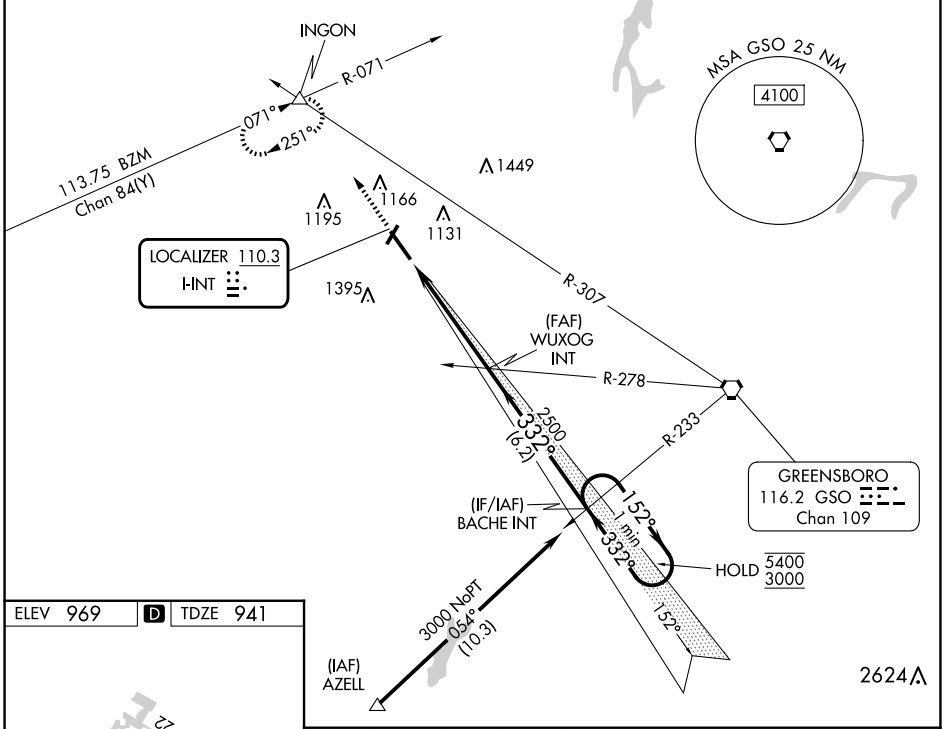 INGON
R-071
MSA GSO 25 NM
4100
071°
251°
113.75 BZM
Chan 84(Y)
1449
1166
1195
1131
LOCALIZER 110.3
I-INT
1395
R-307
(FAF)
WUXOG
INT
R-278
2500
332°
(6.2)
R-233
GREENSBORO
116.2 GSO
Chan 109
(IF/IAF)
BACHE INT
152°
1 min
332°
HOLD 5400
3000
152°
3000 NoPT
054°
(10.3)
(IAF)
AZELL
2624
ELEV 969 D TDZE 941
22